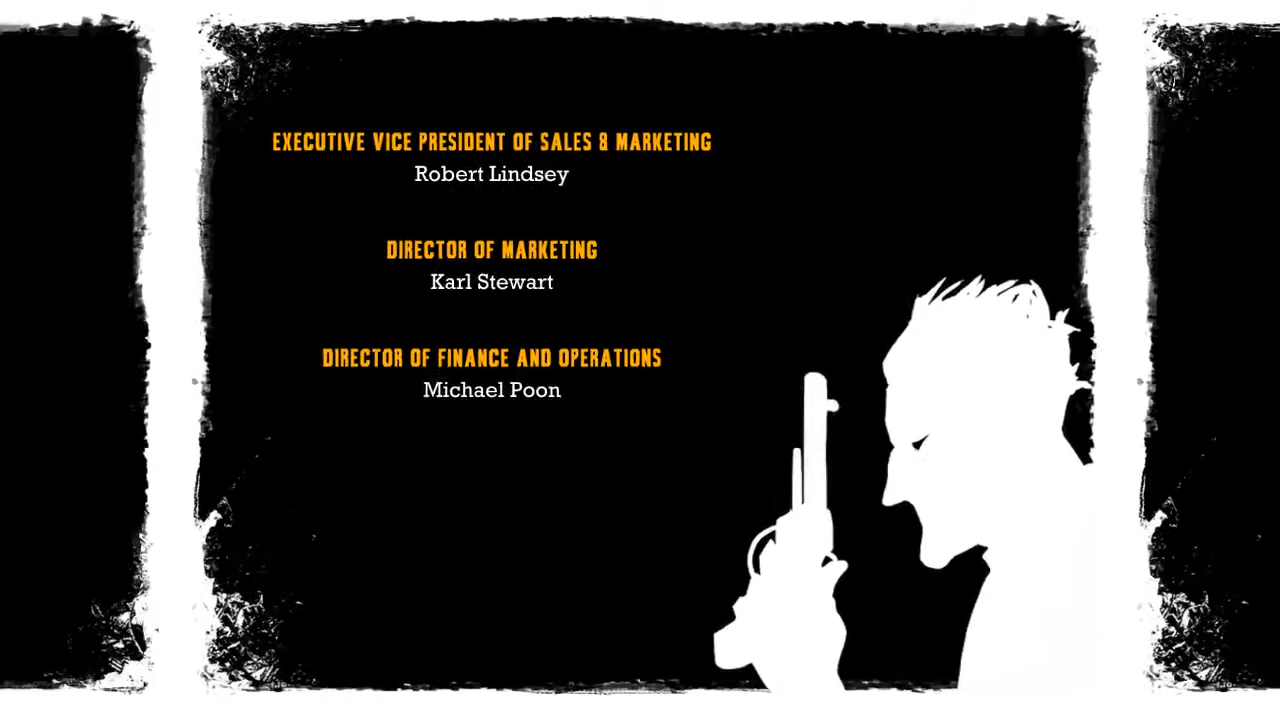 EXECUTIVE VICE PRESIDENT OF SALES & MARKETING
Robert Lindsey
DIRECTOR OF MARKETING
Karl Stewart
DIRECTOR OF FINANCE AND OPERATIONS
Michael Poon